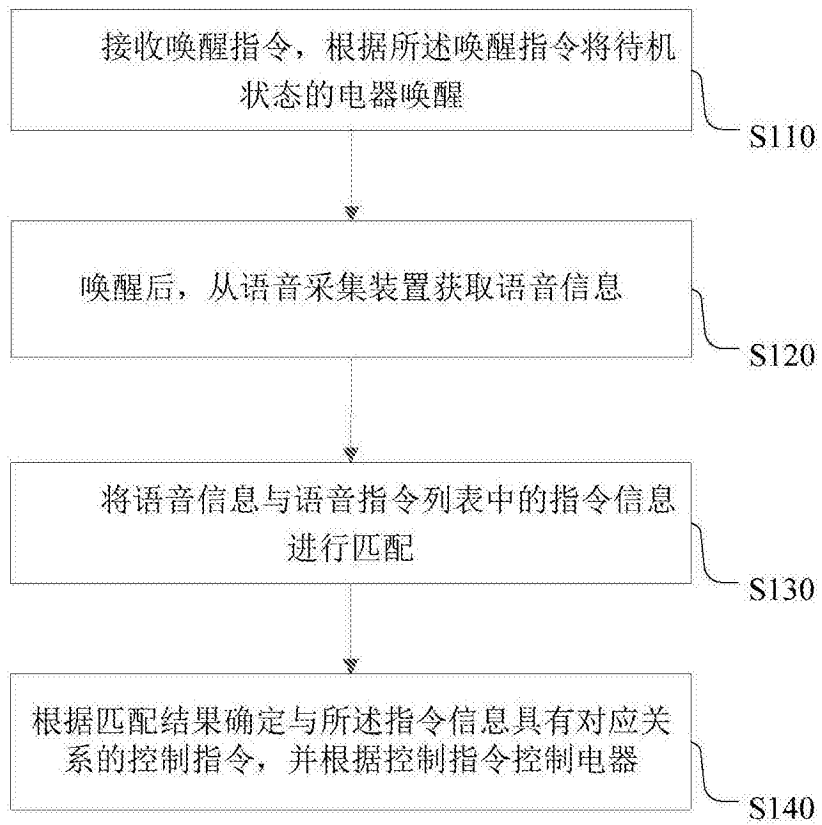 接收唤醒指令，根据所述唤醒指令将待机
状态的电器唤醒
S110
唤醒后，从语音采集装置获取语音信息
S120
将语音信息与语音指令列表中的指令信息
进行匹配
S130
根据匹配结果确定与所述指令信息具有对应关
系的控制指令，并根据控制指令控制电器
S140